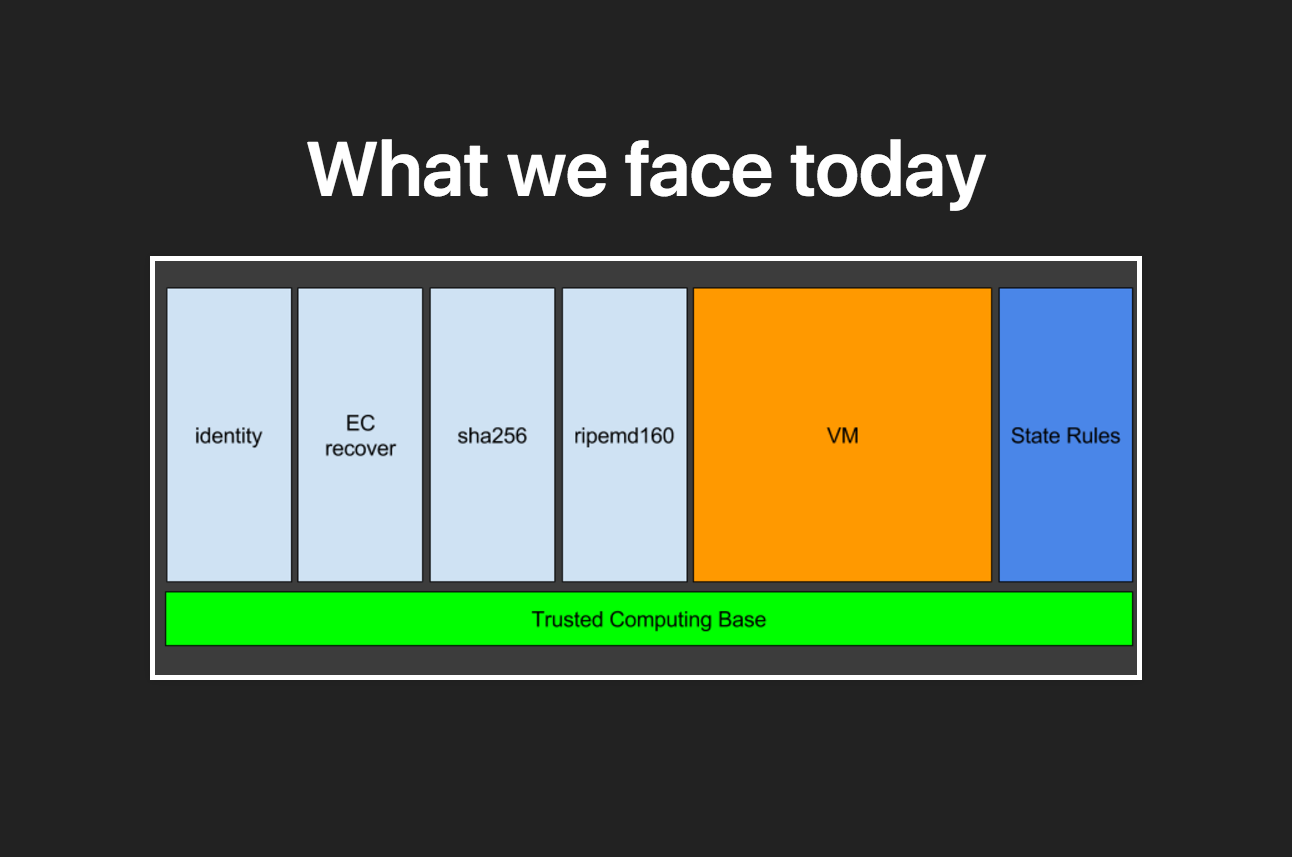 What we face today
identity
EC
recover
sha256
ripemd160
VM
State Rules
Trusted Computing Base